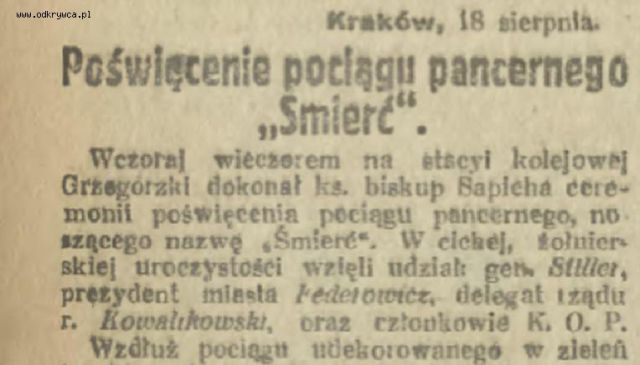 www.odkrywca.pl
Kraków, 18 sierpnia.
Poświęcenie pociągu pancernego
„Śmierć“.
Wczoraj wieczorem na stacyi kolejowej
Grzegórzki dokonał ks. biskup Sapieha cere-
monii poświęcenia pociągu pancernego, no
szącego nazwę „Śmierć“. W cichej, żołnier-
skiej uroczystości wzięli udział: gen. Stiller,
prezydent miasta Federowicz, delegat rządu
r. Kowalikowski, oraz członkowie K. O. P.
Wzdłuż pociągu udekorowanego w zieleń